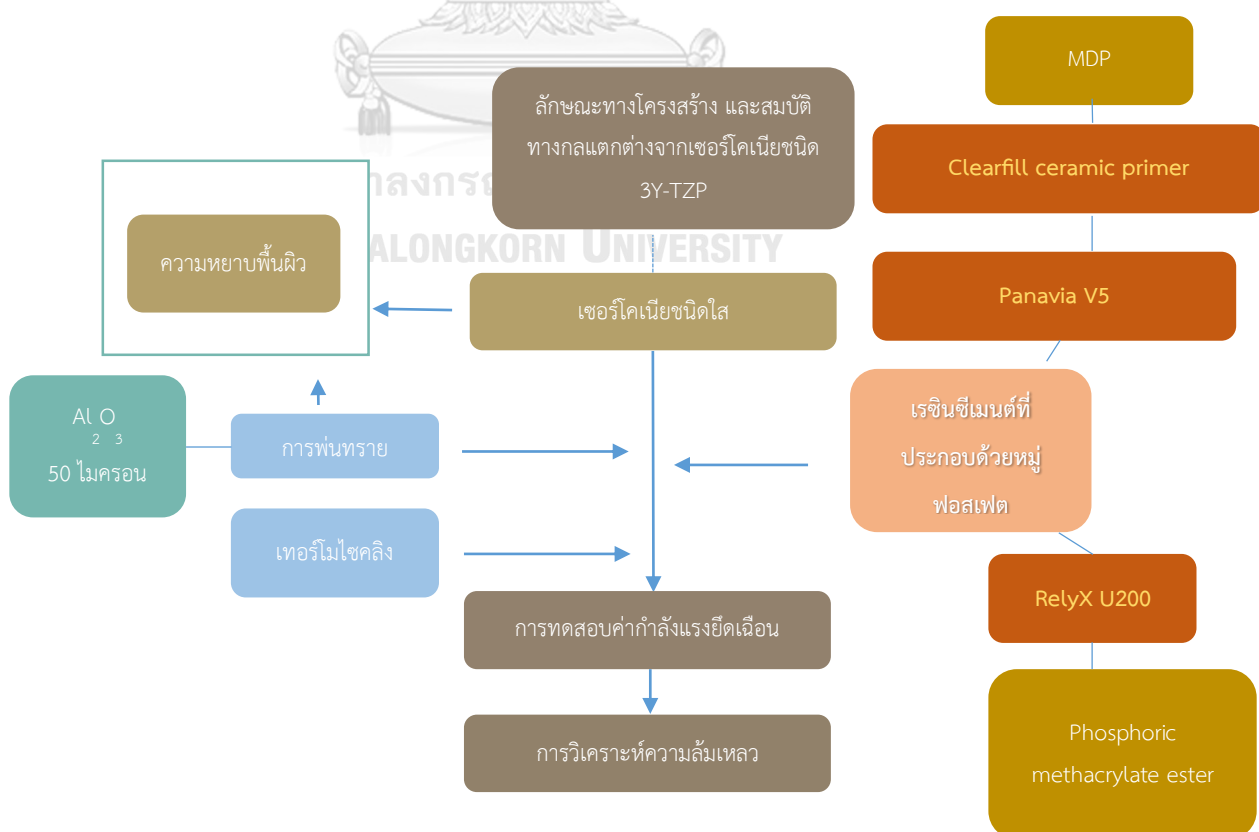 MDP
ลักษณะทางโครงสร้าง และสมบัติ
ทางกลแตกต่างจากเซอร์โคเนียชนิด
3Y-TZP
Clearfill ceramic primer
าลงกรณ
ALONGKORN UNIVERSITY
ความหยาบพื้นผิว
เซอร์โคเนียชนิดใส
Panavia V5
Al O
2 3
50 ไมครอน
การพ่นทราย
เรซินซีเมนต์ที่
ประกอบด้วยหมู่
ฟอสเฟต
เทอร์โมไซคลิง
RelyX U200
การทดสอบค่ากำลังแรงยึดเฉือน
การวิเคราะห์ความล้มเหลว
Phosphoric
methacrylate ester